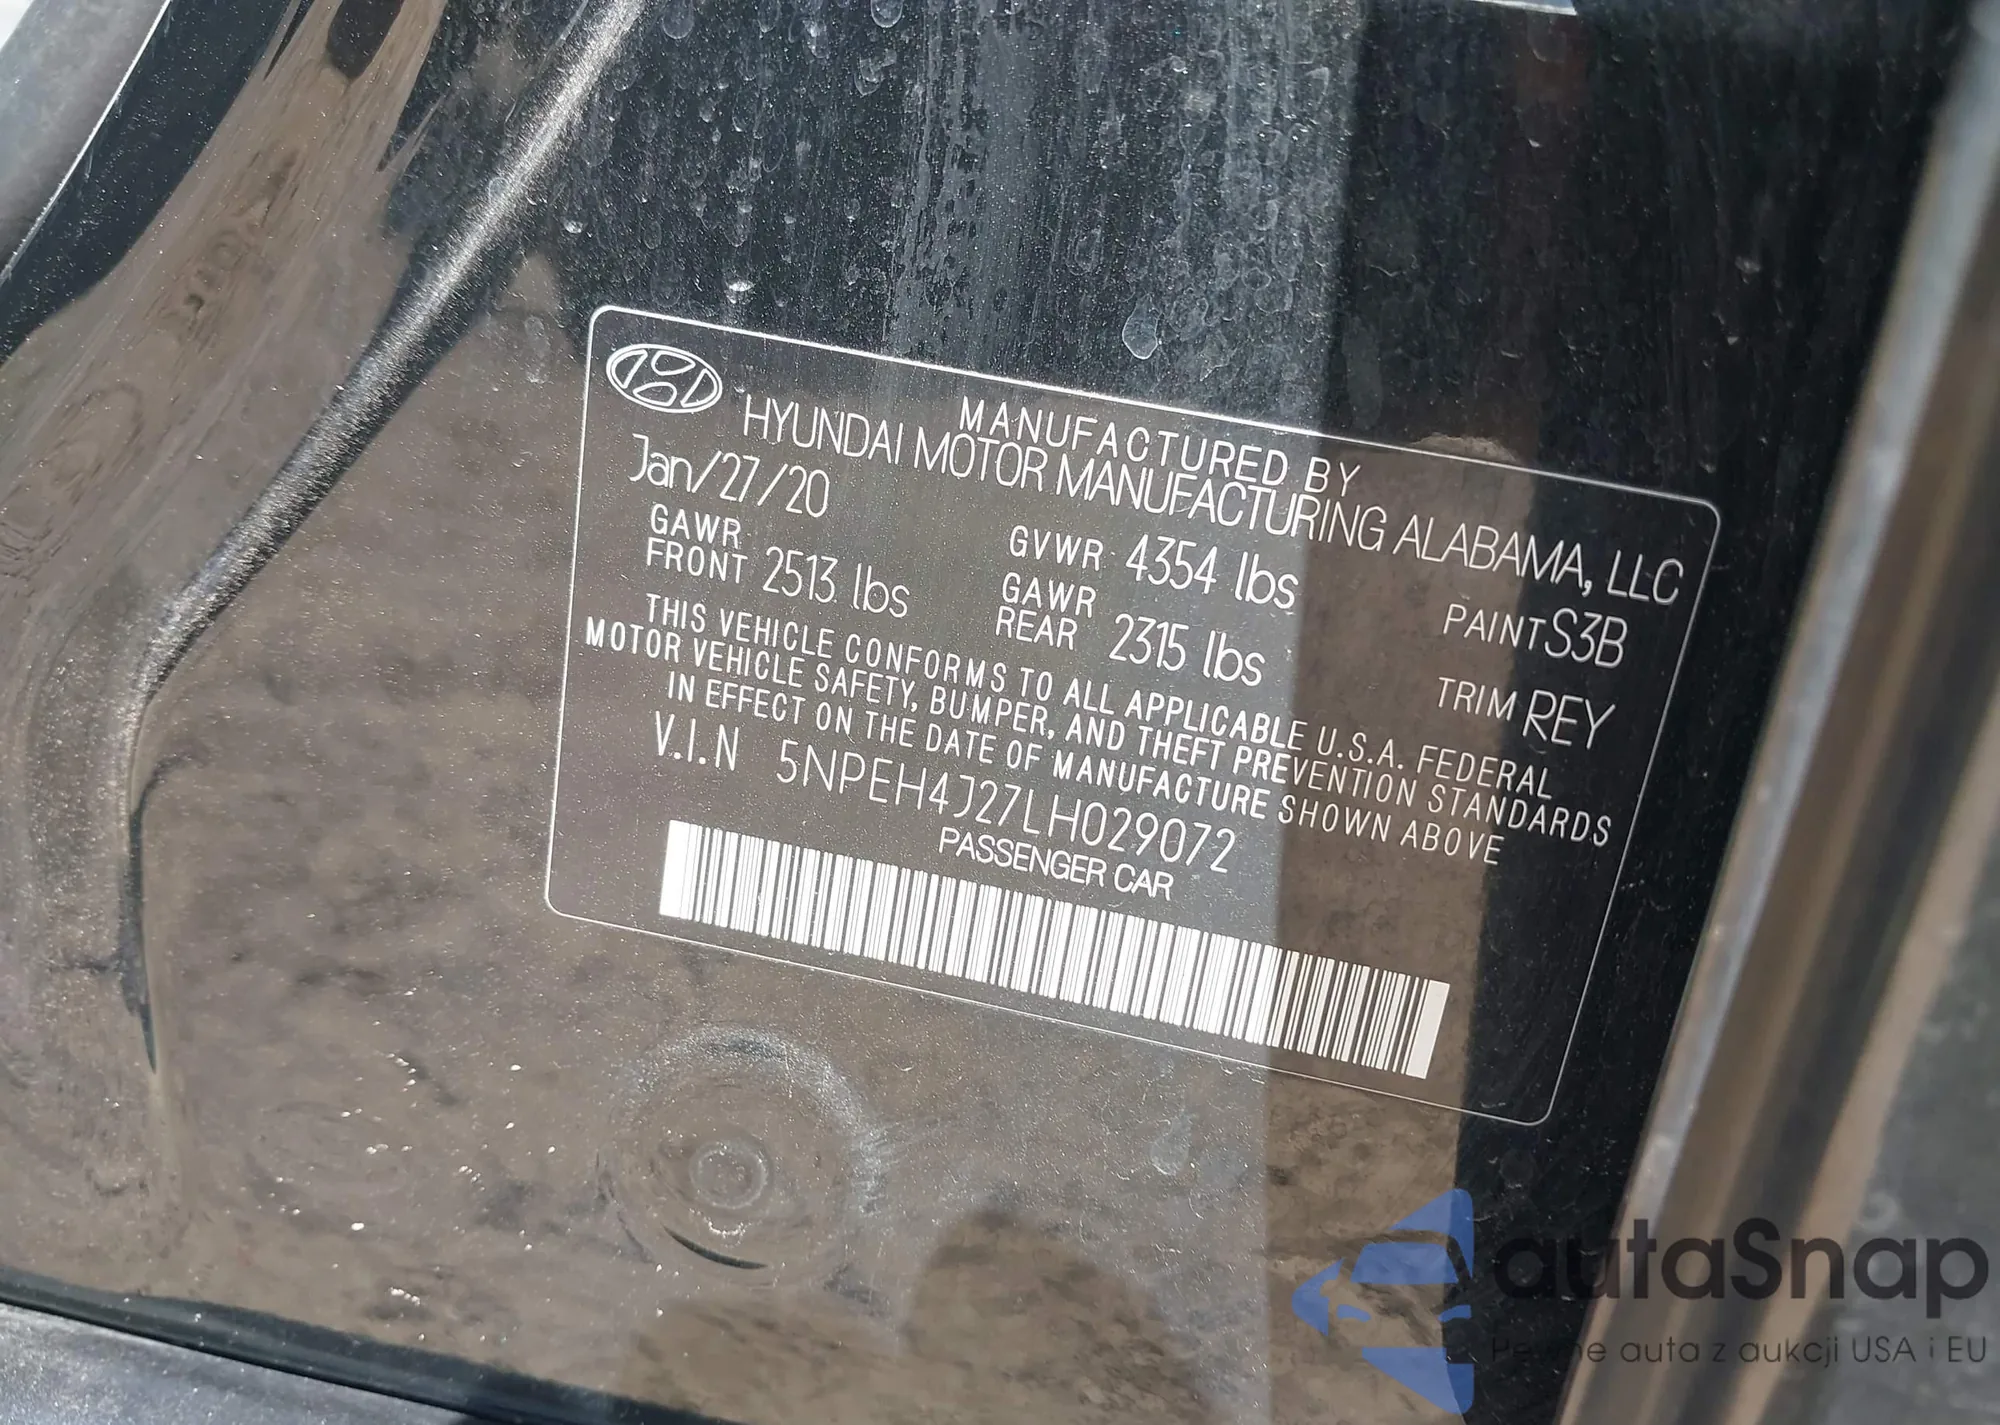 MANUFACTURED BY
HYUNDAI MOTOR MANUFACTURING ALABAMA, LLC
Jan/27/20
GVWR 4354 lbs
PAINT S3B
GAWR
FRONT 2513 lbs
GAWR
REAR 2315 lbs
TRIM REY
THIS VEHICLE CONFORMS TO ALL APPLICABLE U.S.A. FEDERAL
MOTOR VEHICLE SAFETY, BUMPER, AND THEFT PREVENTION STANDARDS
IN EFFECT ON THE DATE OF MANUFACTURE SHOWN ABOVE
V.I.N 5NPEH4J27LH029072
PASSENGER CAR
autaSnap
Pewne auta z aukcji USA i EU